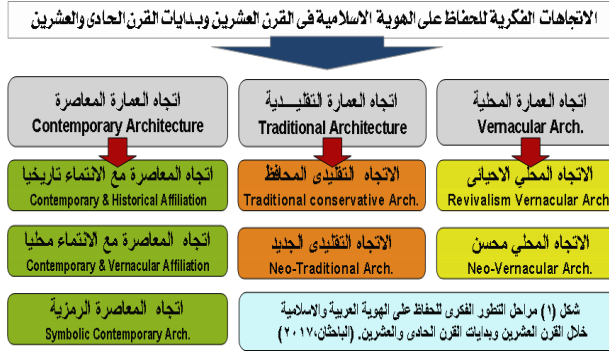 الاتجاهات الفكرية للحفاظ على الهوية الاسلامية فى القرن العشرين وبدايات القرن الحادى والعشرين
اتجاه العمارة المحلية
Vernacular Arch.
اتجاه العمارة التقليـــدية
Traditional Architecture
اتجاه العمارة المعاصرة
Contemporary Architecture
الاتجاه المحلي الاحيائى
Revivalism Vernacular Arch
الاتجاه التقليدى المحافظ
Traditional conservative Arch.
اتجاه المعاصرة مع الانتماء تاريخيا
Contemporary & Historical Affiliation
الاتجاه المحلي محسن
Neo-Vernacular Arch.
الاتجاه التقليدى الجديد
Neo-Traditional Arch.
اتجاه المعاصرة مع الانتماء محليا
Contemporary & Vernacular Affiliation
اتجاه المعاصرة الرمزية
Symbolic Contemporary Arch.
شكل (١) مراحل التطور الفكرى للحفاظ على الهوية العربية والاسلامية
خلال القرن العشرين وبدايات القرن الحادى والعشرين. (الباحثان،٢٠١٧)